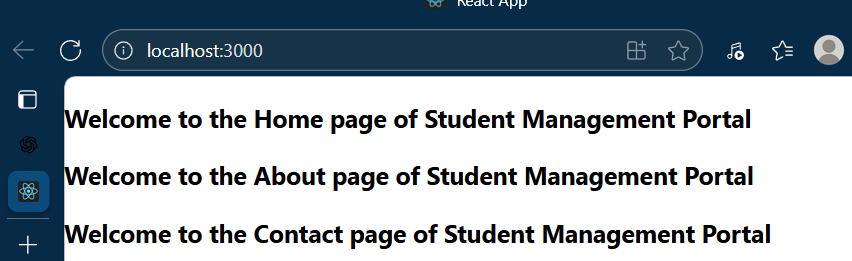 React App
localhost:3000
Welcome to the Home page of Student Management Portal
Welcome to the About page of Student Management Portal
Welcome to the Contact page of Student Management Portal